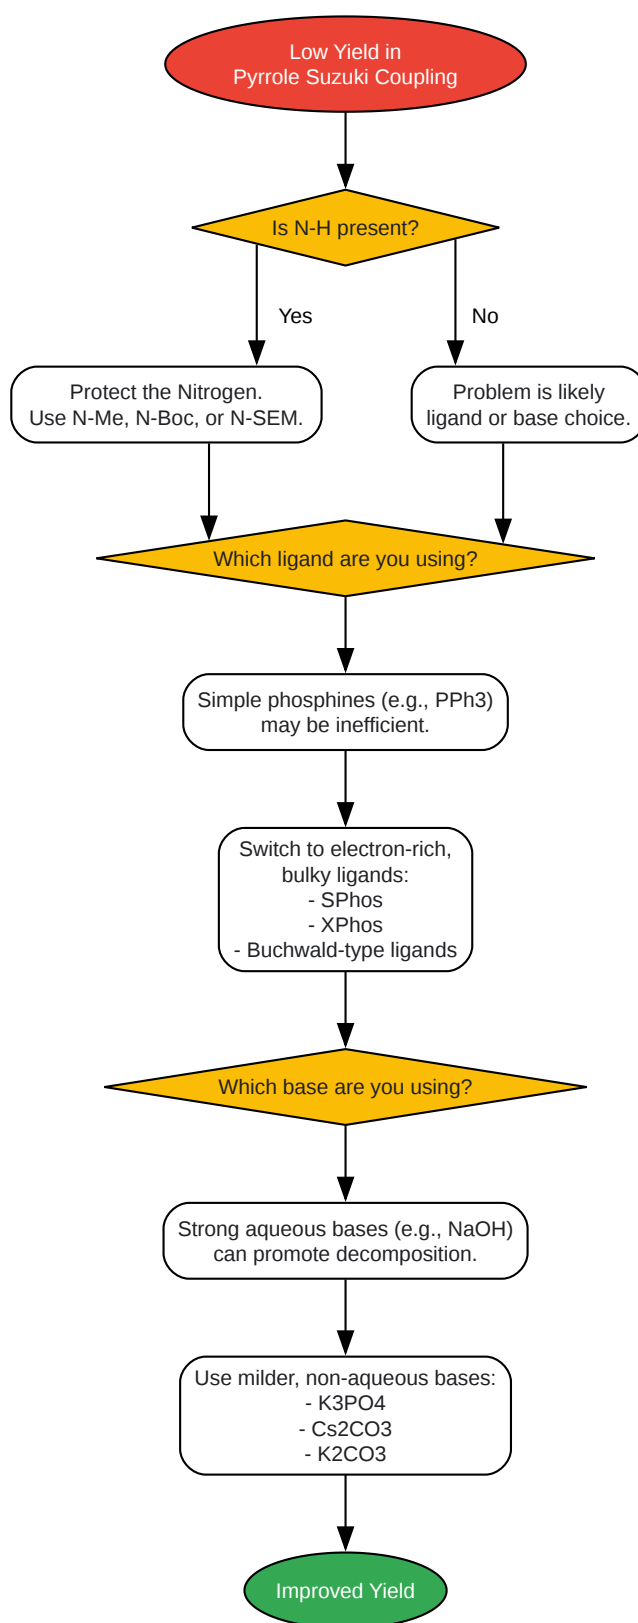 Low Yield in
Pyrrole Suzuki Coupling
Is N-H present?
Yes
No
Protect the Nitrogen.
Use N-Me, N-Boc, or N-SEM.
Problem is likely
ligand or base choice.
Which ligand are you using?
Simple phosphines (e.g., PPh3)
may be inefficient.
Switch to electron-rich,
bulky ligands:
- SPhos
- XPhos
- Buchwald-type ligands
Which base are you using?
Strong aqueous bases (e.g., NaOH)
can promote decomposition.
Use milder, non-aqueous bases:
- K3PO4
- Cs2CO3
- K2CO3
Improved Yield